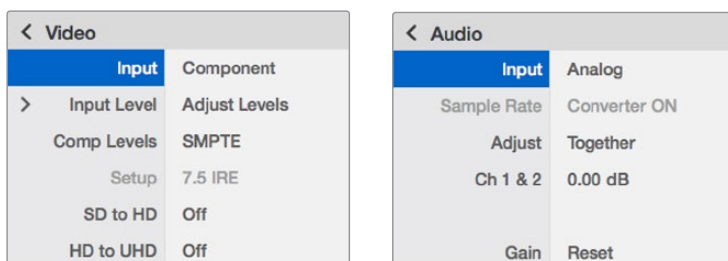 < Video
Input Component
> Input Level Adjust Levels
Comp Levels SMPTE
Setup 7.5 IRE
SD to HD Off
HD to UHD Off
< Audio
Input Analog
Sample Rate Converter ON
Adjust Together
Ch 1 & 2 0.00 dB
Gain Reset